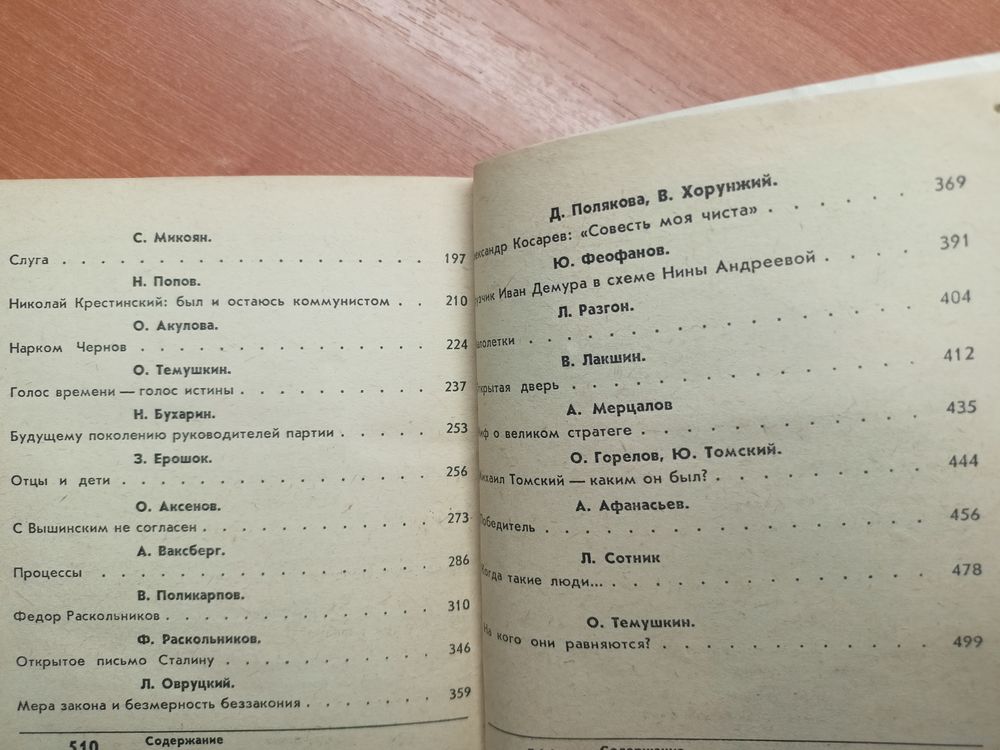 С. Микоян.
Слуга . . . . . . . . . . . . . . . . . 197
Н. Попов.
Николай Крестинский: был и остаюсь коммунистом . . 210
О. Акулова.
Нарком Чернов . . . . . . . . . . . . . . 224
О. Темушкин.
Голос времени — голос истины . . . . . . . . . 237
Н. Бухарин.
Будущему поколению руководителей партии . . . . . 253
З. Ерошок.
Отцы и дети . . . . . . . . . . . . . . 256
О. Аксенов.
С Вышинским не согласен . . . . . . . . . . . 273
А. Ваксберг.
Процессы . . . . . . . . . . . . . . . 286
В. Поликарпов.
Федор Раскольников . . . . . . . . . . . . 310
Ф. Раскольников.
Открытое письмо Сталину . . . . . . . . . . 346
Л. Овруцкий.
Мера закона и безмерность беззакония . . . . . . . 359
510 Содержание
Д. Полякова, В. Хорунжий.
Косарев: «Совесть моя чиста» . . . . . . 369
Ю. Феофанов.
Иван Демура в схеме Нины Андреевой . . . . 391
Л. Разгон.
. . . . . . . . . . . . . . . 404
В. Лакшин.
дверь . . . . . . . . . . . . . . 412
А. Мерцалов
о великом стратеге . . . . . . . . . . 435
О. Горелов, Ю. Томский.
Михаил Томский — каким он был? . . . . . . . . 444
А. Афанасьев.
Победитель . . . . . . . . . . . . . . 456
Л. Сотник
Когда такие люди... . . . . . . . . . . . . 478
О. Темушкин.
На кого они равняются? . . . . . . . . . . 499
Содержание